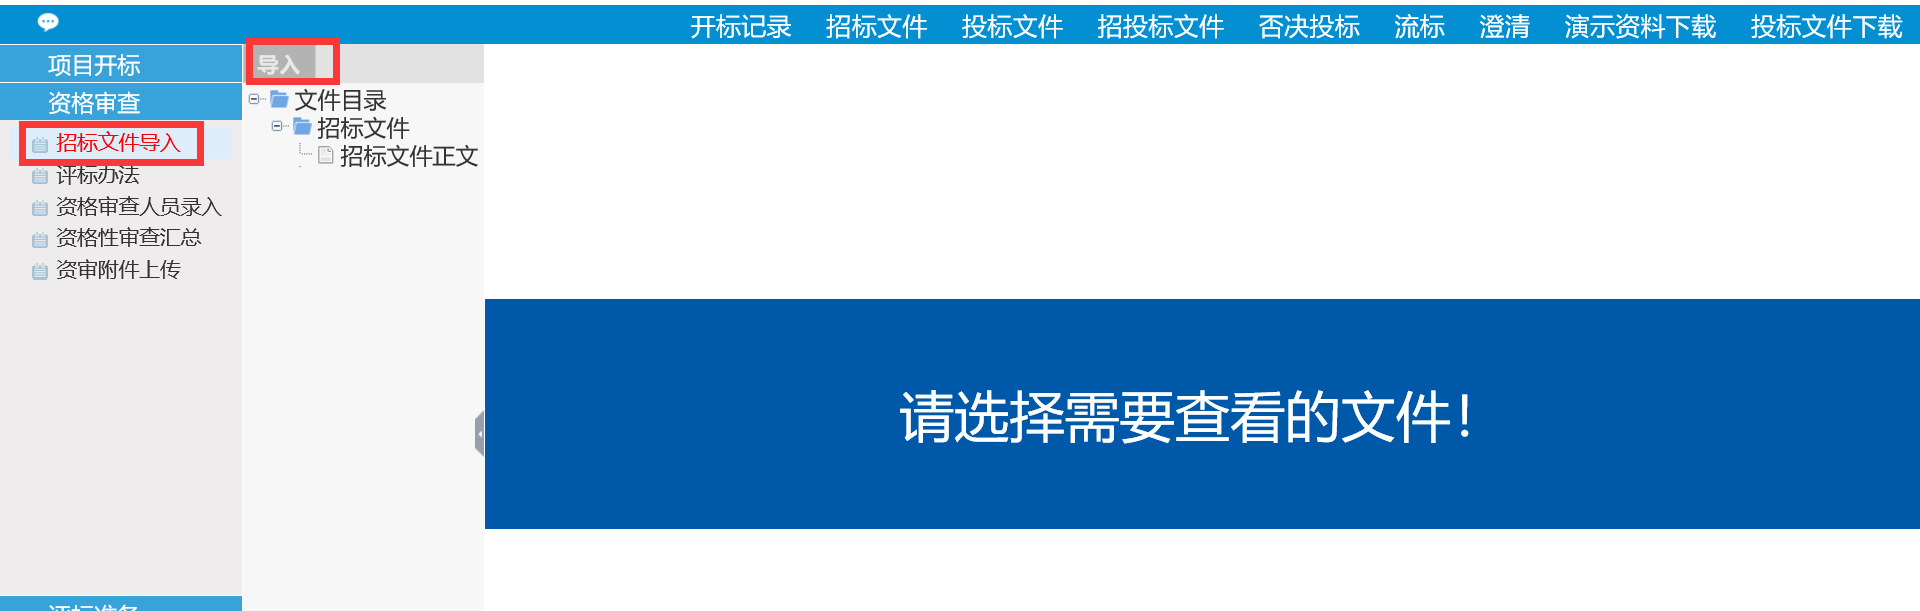 开标记录 招标文件 投标文件 招投标文件 否决投标 流标 澄清 演示资料下载 投标文件下载
项目开标
资格审查
招标文件导入
评标办法
资格审查人员录入
资格性审查汇总
资审附件上传
评标准备
导入
文件目录
招标文件
招标文件正文
请选择需要查看的文件！